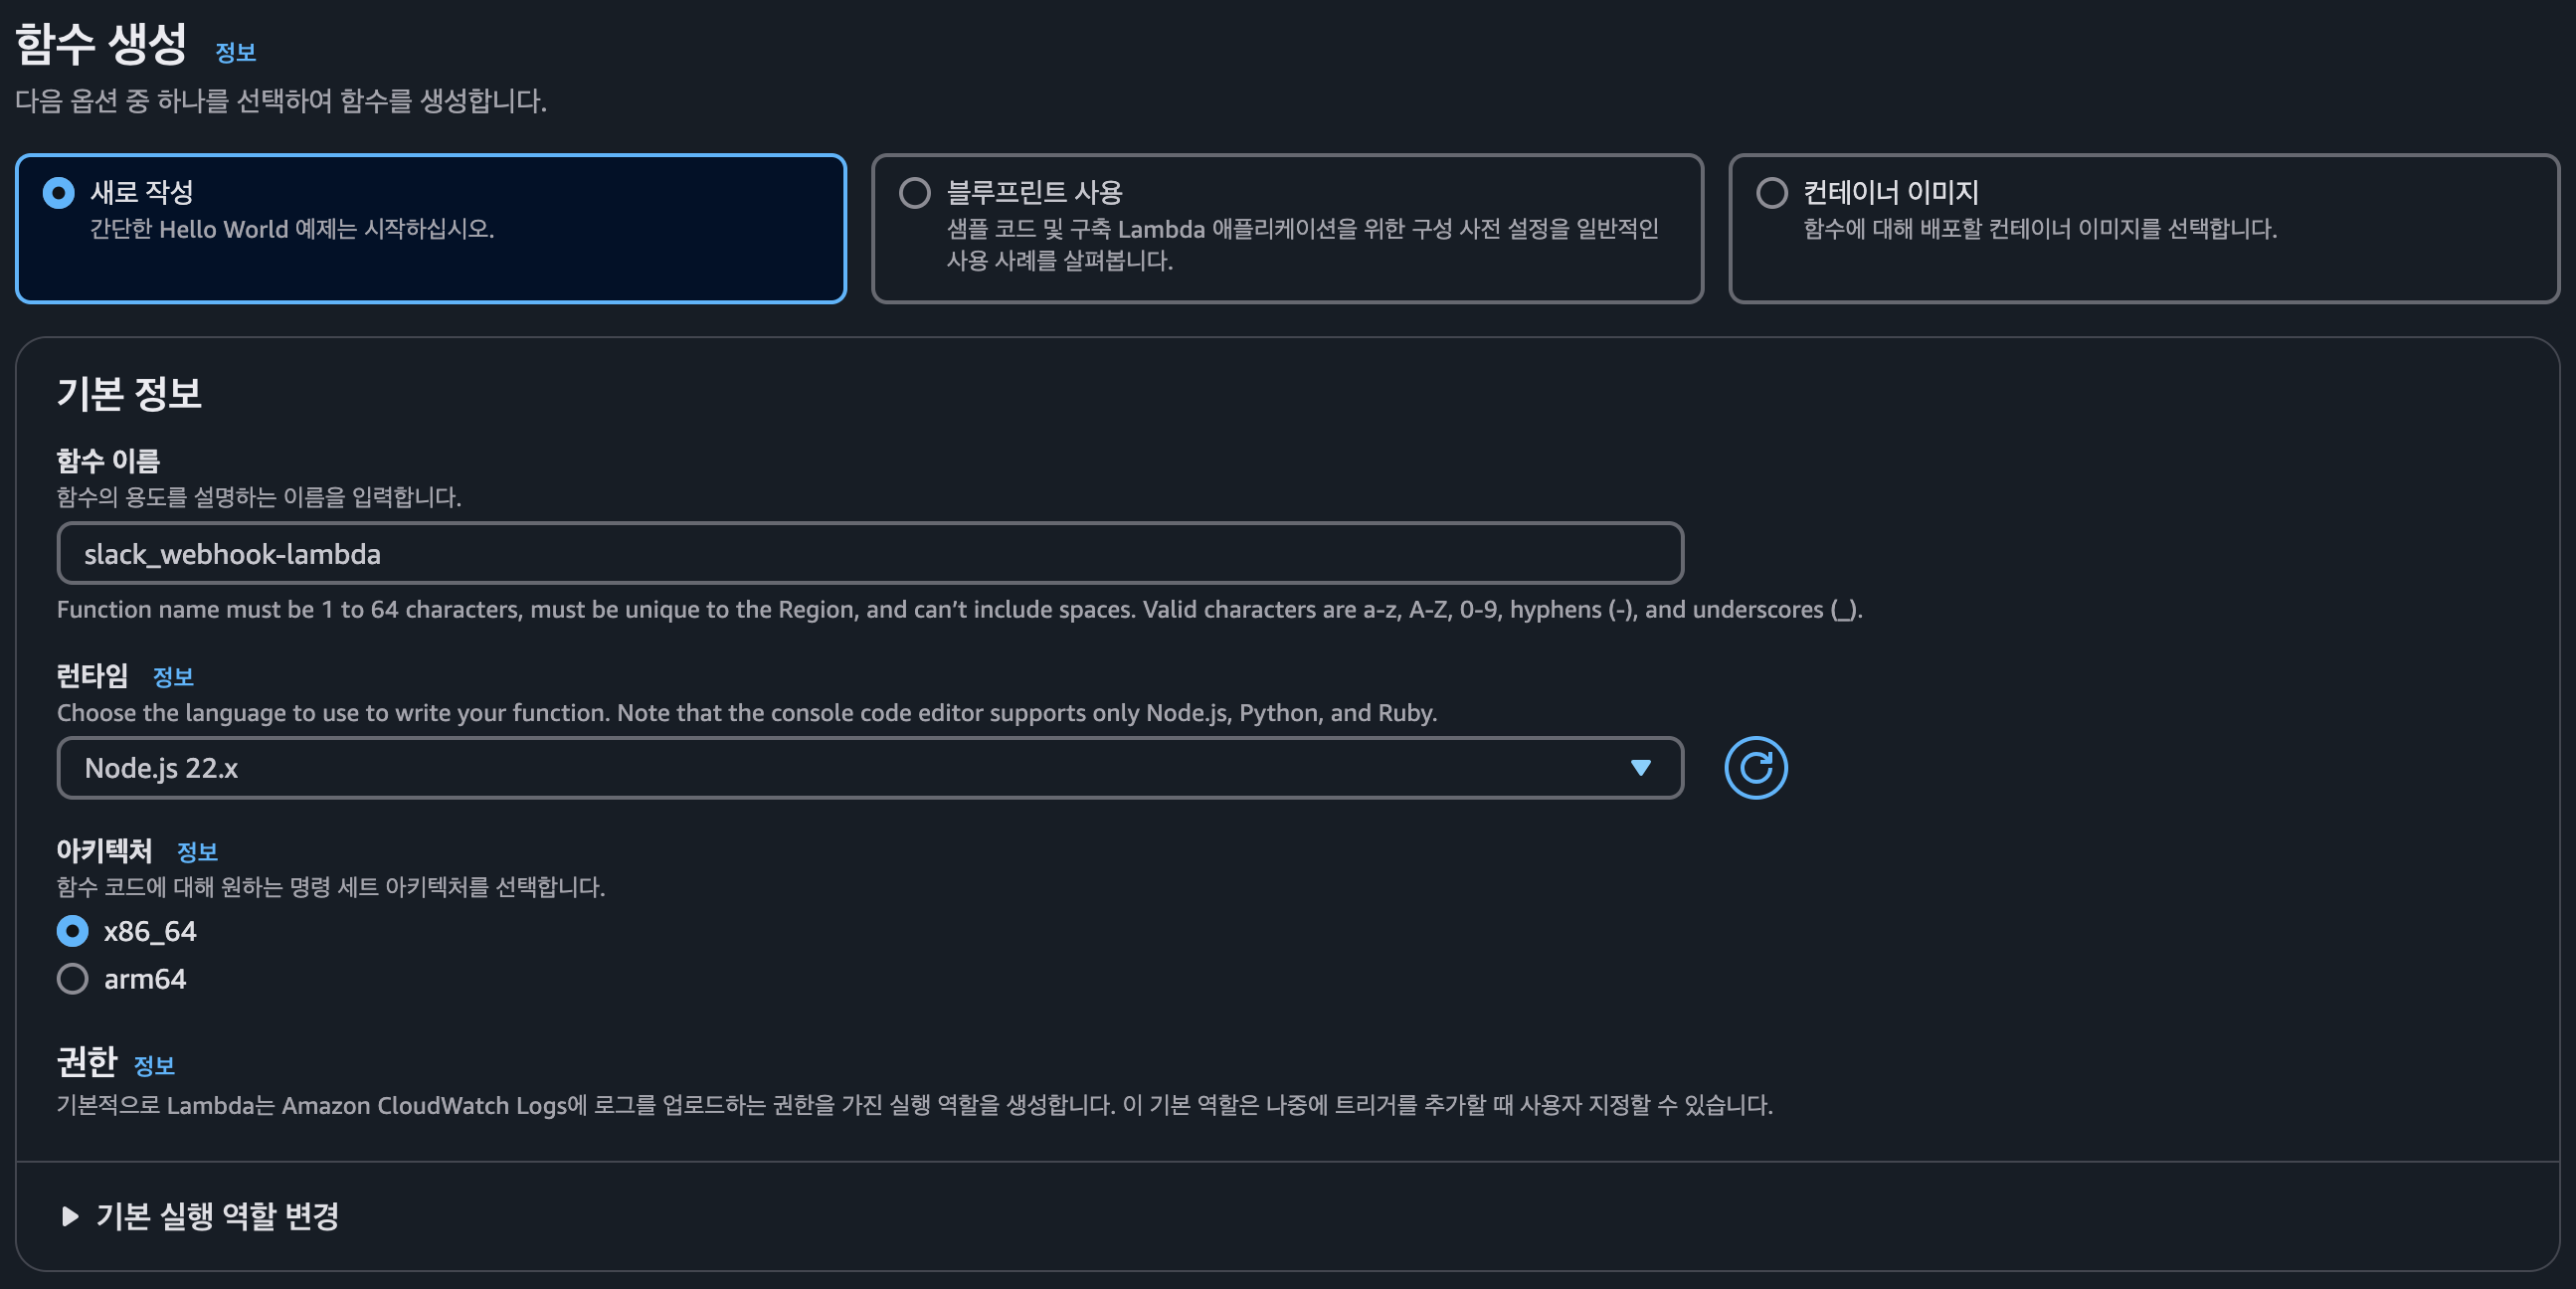 함수 생성 정보
다음 옵션 중 하나를 선택하여 함수를 생성합니다.
새로 작성
간단한 Hello World 예제는 시작하십시오.
블루프린트 사용
샘플 코드 및 구축 Lambda 애플리케이션을 위한 구성 사전 설정을 일반적인
사용 사례를 살펴봅니다.
컨테이너 이미지
함수에 대해 배포할 컨테이너 이미지를 선택합니다.
기본 정보
함수 이름
함수의 용도를 설명하는 이름을 입력합니다.
slack_webhook-lambda
Function name must be 1 to 64 characters, must be unique to the Region, and can’t include spaces. Valid characters are a-z, A-Z, 0-9, hyphens (-), and underscores (_).
런타임 정보
Choose the language to use to write your function. Note that the console code editor supports only Node.js, Python, and Ruby.
Node.js 22.x
아키텍처 정보
함수 코드에 대해 원하는 명령 세트 아키텍처를 선택합니다.
x86_64
arm64
권한 정보
기본적으로 Lambda는 Amazon CloudWatch Logs에 로그를 업로드하는 권한을 가진 실행 역할을 생성합니다. 이 기본 역할은 나중에 트리거를 추가할 때 사용자 지정할 수 있습니다.
기본 실행 역할 변경